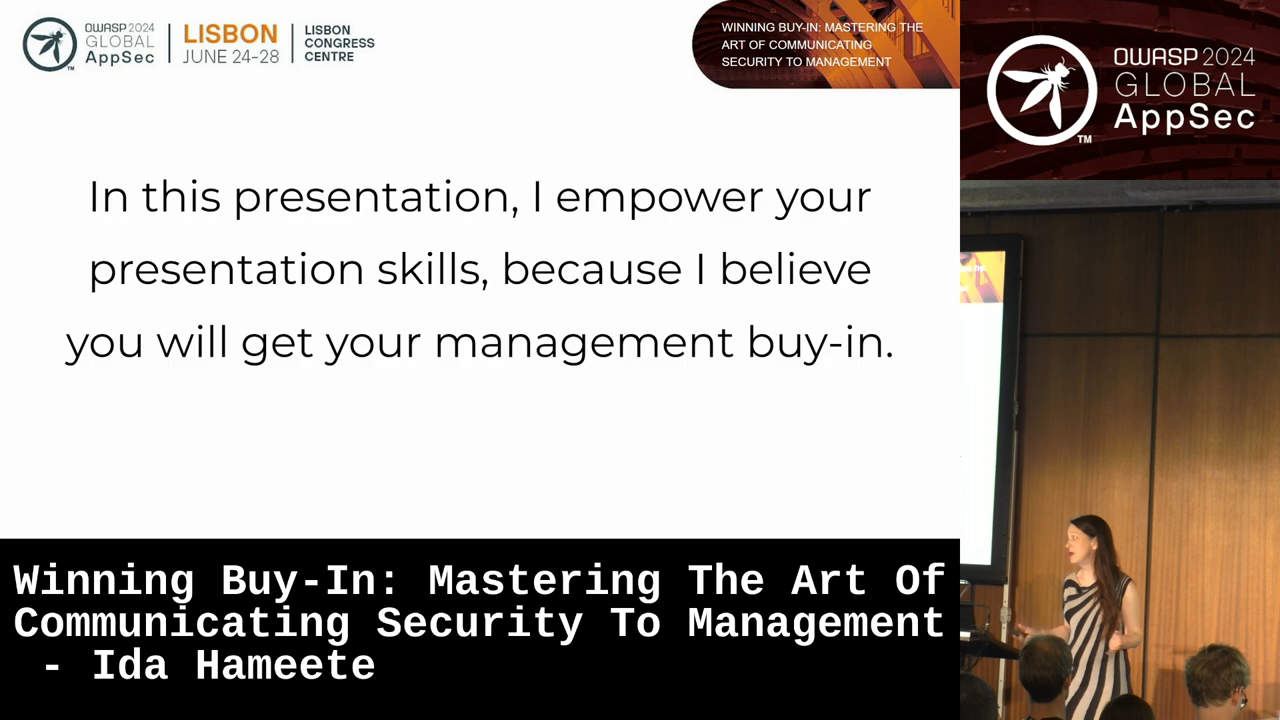 OWASP 2024
GLOBAL
AppSec
TM
LISBON
JUNE 24-28
LISBON
CONGRESS
CENTRE
WINNING BUY-IN: MASTERING THE
ART OF COMMUNICATING
SECURITY TO MANAGEMENT
OWASP 2024
GLOBAL
AppSec
TM
In this presentation, I empower your
presentation skills, because I believe
you will get your management buy-in.
Winning Buy-In: Mastering The Art Of
Communicating Security To Management
- Ida Hameete